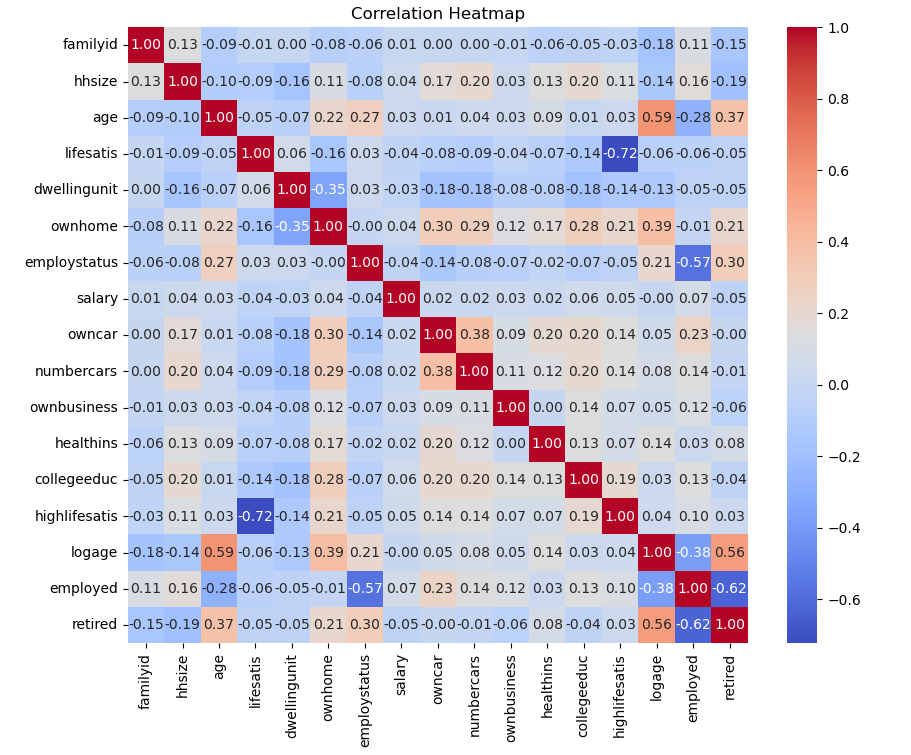 Correlation Heatmap
familyid 1.00 0.13 -0.09 -0.01 0.00 -0.08 -0.06 0.01 0.00 0.00 -0.01 -0.06 -0.05 -0.03 -0.18 0.11 -0.15
hhsize 0.13 1.00 -0.10 -0.09 -0.16 0.11 -0.08 0.04 0.17 0.20 0.03 0.13 0.20 0.11 -0.14 0.16 -0.19
age -0.09 -0.10 1.00 -0.05 -0.07 0.22 0.27 0.03 0.01 0.04 0.03 0.09 0.01 0.03 0.59 -0.28 0.37
lifesatis -0.01 -0.09 -0.05 1.00 0.06 -0.16 0.03 -0.04 -0.08 -0.09 -0.04 -0.07 -0.14 -0.72 -0.06 -0.06 -0.05
dwellingunit 0.00 -0.16 -0.07 0.06 1.00 -0.35 0.03 -0.03 -0.18 -0.18 -0.08 -0.08 -0.18 -0.14 -0.13 -0.05 -0.05
ownhome -0.08 0.11 0.22 -0.16 -0.35 1.00 -0.00 0.04 0.30 0.29 0.12 0.17 0.28 0.21 0.39 -0.01 0.21
employstatus -0.06 -0.08 0.27 0.03 0.03 -0.00 1.00 -0.04 -0.14 -0.08 -0.07 -0.02 -0.07 -0.05 0.21 -0.57 0.30
salary 0.01 0.04 0.03 -0.04 -0.03 0.04 -0.04 1.00 0.02 0.02 0.03 0.02 0.06 0.05 -0.00 0.07 -0.05
owncar 0.00 0.17 0.01 -0.08 -0.18 0.30 -0.14 0.02 1.00 0.38 0.09 0.20 0.20 0.14 0.05 0.23 -0.00
numbercars 0.00 0.20 0.04 -0.09 -0.18 0.29 -0.08 0.02 0.38 1.00 0.11 0.12 0.20 0.14 0.08 0.14 -0.01
ownbusiness -0.01 0.03 0.03 -0.04 -0.08 0.12 -0.07 0.03 0.09 0.11 1.00 0.00 0.14 0.07 0.05 0.12 -0.06
healthins -0.06 0.13 0.09 -0.07 -0.08 0.17 -0.02 0.02 0.20 0.12 0.00 1.00 0.13 0.07 0.14 0.03 0.08
collegeeduc -0.05 0.20 0.01 -0.14 -0.18 0.28 -0.07 0.06 0.20 0.20 0.14 0.13 1.00 0.19 0.03 0.13 -0.04
highlifesatis -0.03 0.11 0.03 -0.72 -0.14 0.21 -0.05 0.05 0.14 0.14 0.07 0.07 0.19 1.00 0.04 0.10 0.03
logage -0.18 -0.14 0.59 -0.06 -0.13 0.39 0.21 -0.00 0.05 0.08 0.05 0.14 0.03 0.04 1.00 -0.38 0.56
employed 0.11 0.16 -0.28 -0.06 -0.05 -0.01 -0.57 0.07 0.23 0.14 0.12 0.03 0.13 0.10 -0.38 1.00 -0.62
retired -0.15 -0.19 0.37 -0.05 -0.05 0.21 0.30 -0.05 -0.00 -0.01 -0.06 0.08 -0.04 0.03 0.56 -0.62 1.00
familyid hhsize age lifesatis dwellingunit ownhome employstatus salary owncar numbercars ownbusiness healthins collegeeduc highlifesatis logage employed retired
1.0
0.8
0.6
0.4
0.2
0.0
−0.2
−0.4
−0.6